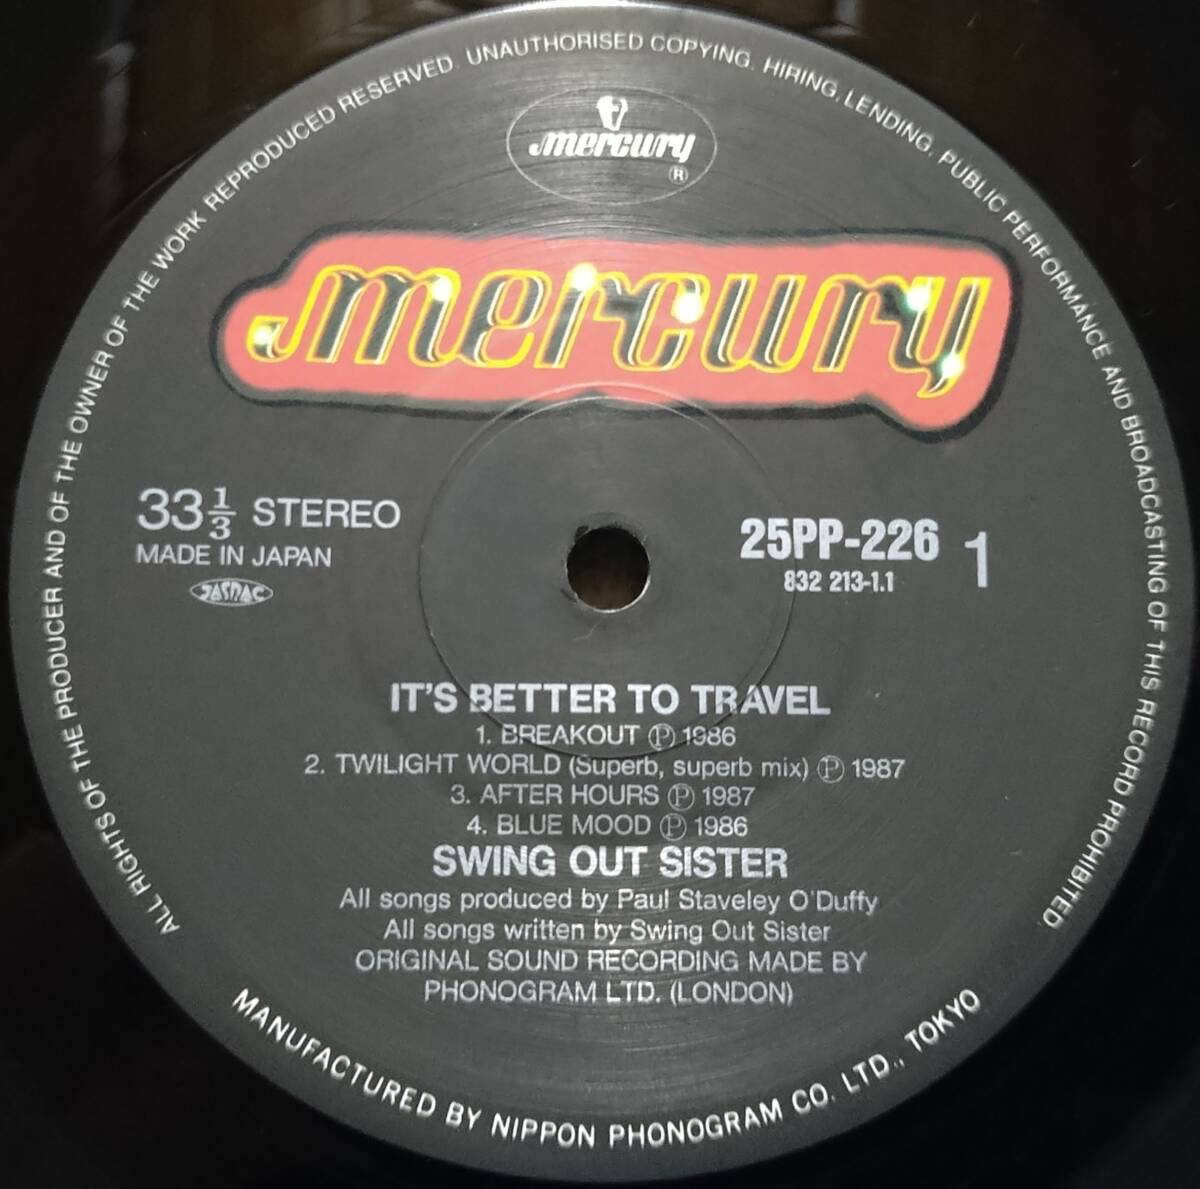 ALL RIGHTS OF THE PRODUCER AND OF THE OWNER OF THE WORK REPRODUCED RESERVED. UNAUTHORISED COPYING, HIRING, LENDING, PUBLIC PERFORMANCE AND BROADCASTING OF THIS RECORD PROHIBITED.
mercury
®
mercury
33 1/3 STEREO
MADE IN JAPAN
JASRAC
25PP-226 1
832 213-1.1
IT'S BETTER TO TRAVEL
1. BREAKOUT Ⓟ 1986
2. TWILIGHT WORLD (Superb, superb mix) Ⓟ 1987
3. AFTER HOURS Ⓟ 1987
4. BLUE MOOD Ⓟ 1986
SWING OUT SISTER
All songs produced by Paul Staveley O'Duffy
All songs written by Swing Out Sister
ORIGINAL SOUND RECORDING MADE BY
PHONOGRAM LTD. (LONDON)
MANUFACTURED BY NIPPON PHONOGRAM CO. LTD., TOKYO